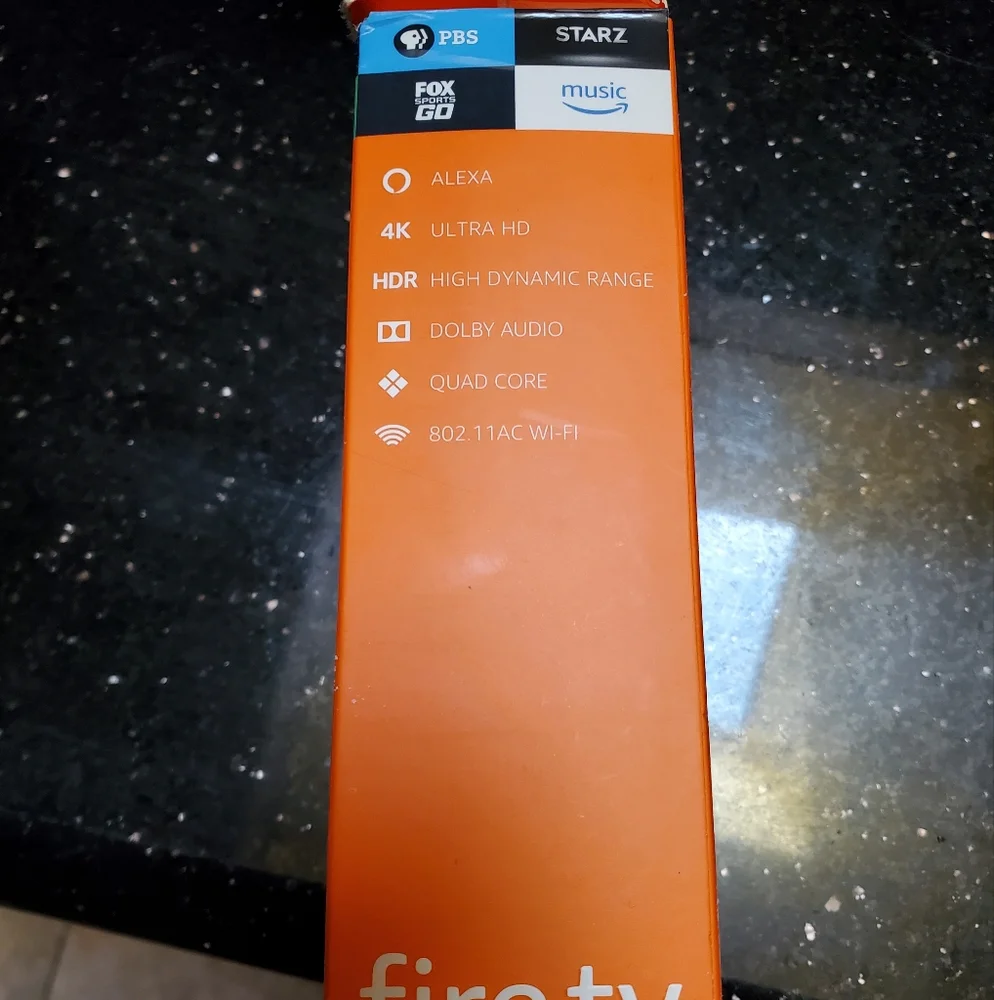 PBS STARZ
FOX SPORTS GO music
ALEXA
4K ULTRA HD
HDR HIGH DYNAMIC RANGE
DOLBY AUDIO
QUAD CORE
802.11AC WI-FI
fire tv